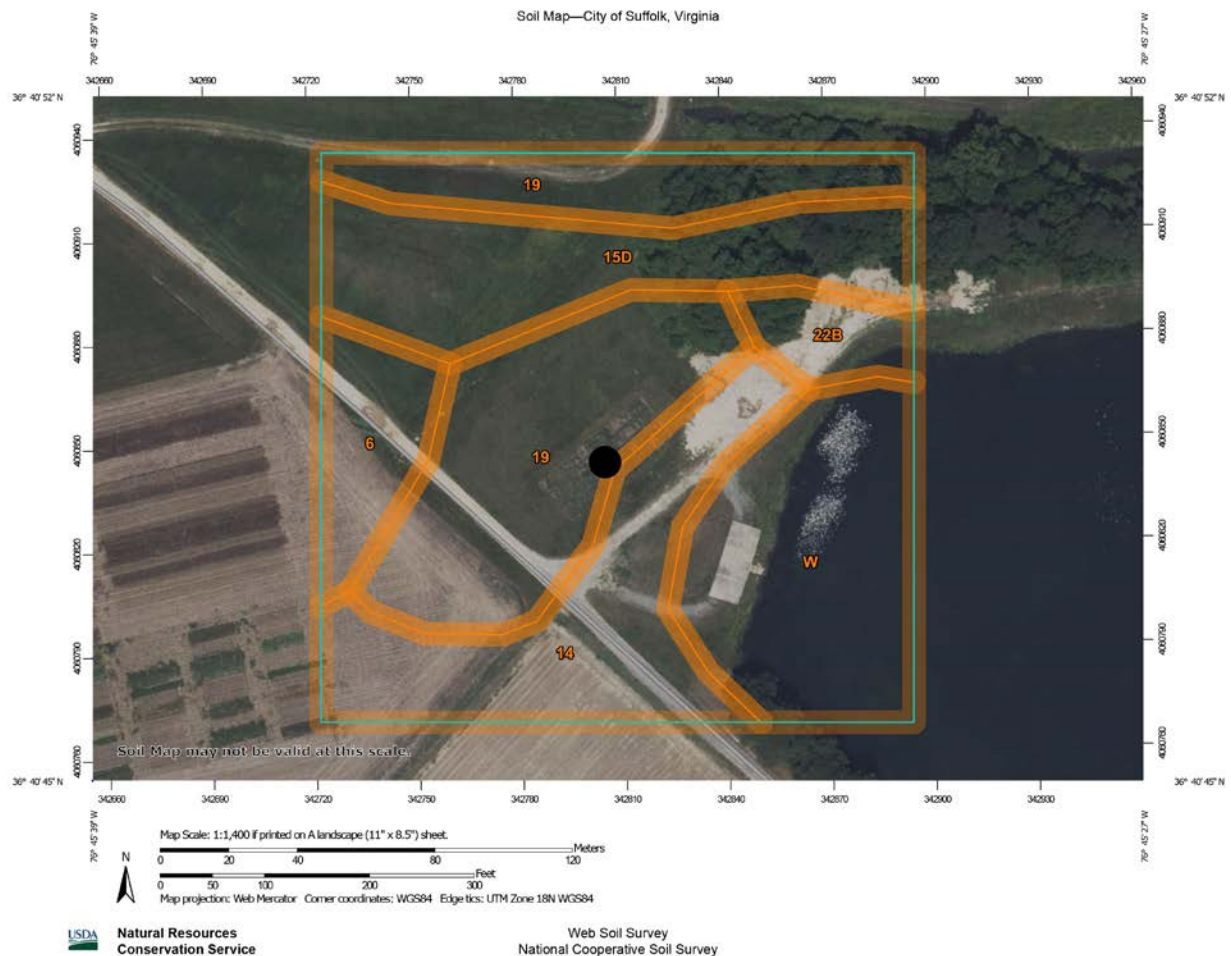 Soil Map—City of Suffolk, Virginia
76° 45' 39'' W
76° 45' 27'' W
342660 342690 342720 342750 342780 342810 342840 342870 342900 342930 342960
36° 40' 52'' N
36° 40' 52'' N
4060940
4060940
19
4060910
4060910
15D
4060880
4060880
22B
6
19
4060850
4060850
4060820
4060820
W
14
4060790
4060790
Soil Map may not be valid at this scale.
4060760
4060760
36° 40' 45'' N
36° 40' 45'' N
342660 342690 342720 342750 342780 342810 342840 342870 342900 342930
76° 45' 39'' W
76° 45' 27'' W
Map Scale: 1:1,400 if printed on A landscape (11" x 8.5") sheet.
N
Meters
0 20 40 80 120
Feet
0 50 100 200 300
Map projection: Web Mercator Corner coordinates: WGS84 Edge tics: UTM Zone 18N WGS84
USDA
Natural Resources
Conservation Service
Web Soil Survey
National Cooperative Soil Survey